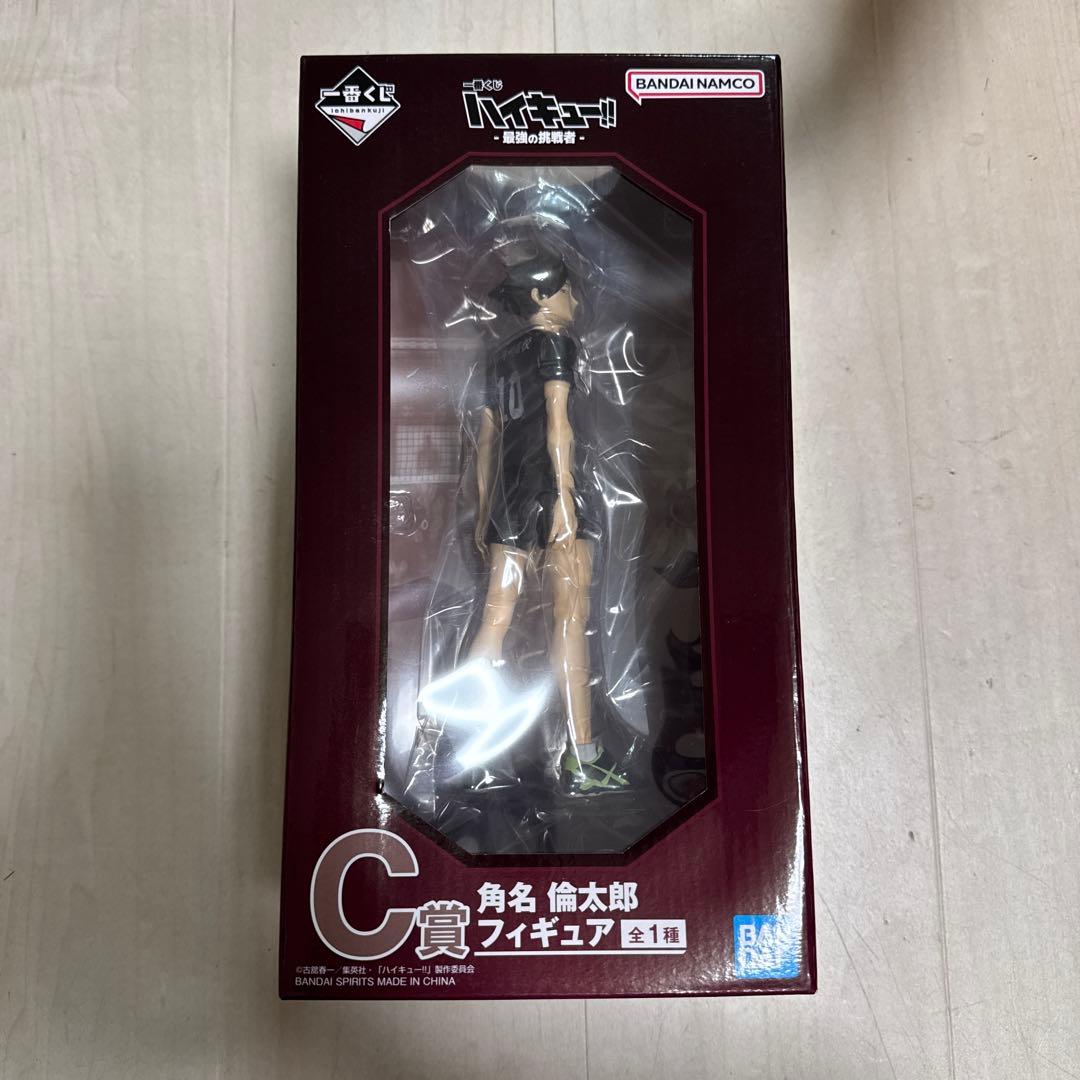 一番くじ
ichibankuji
一番くじ
ハイキュー!!
- 最強の挑戦者 -
BANDAI NAMCO
10
C賞
角名 倫太郎
フィギュア 全1種
©古舘春一/集英社・「ハイキュー!!」製作委員会
BANDAI SPIRITS MADE IN CHINA